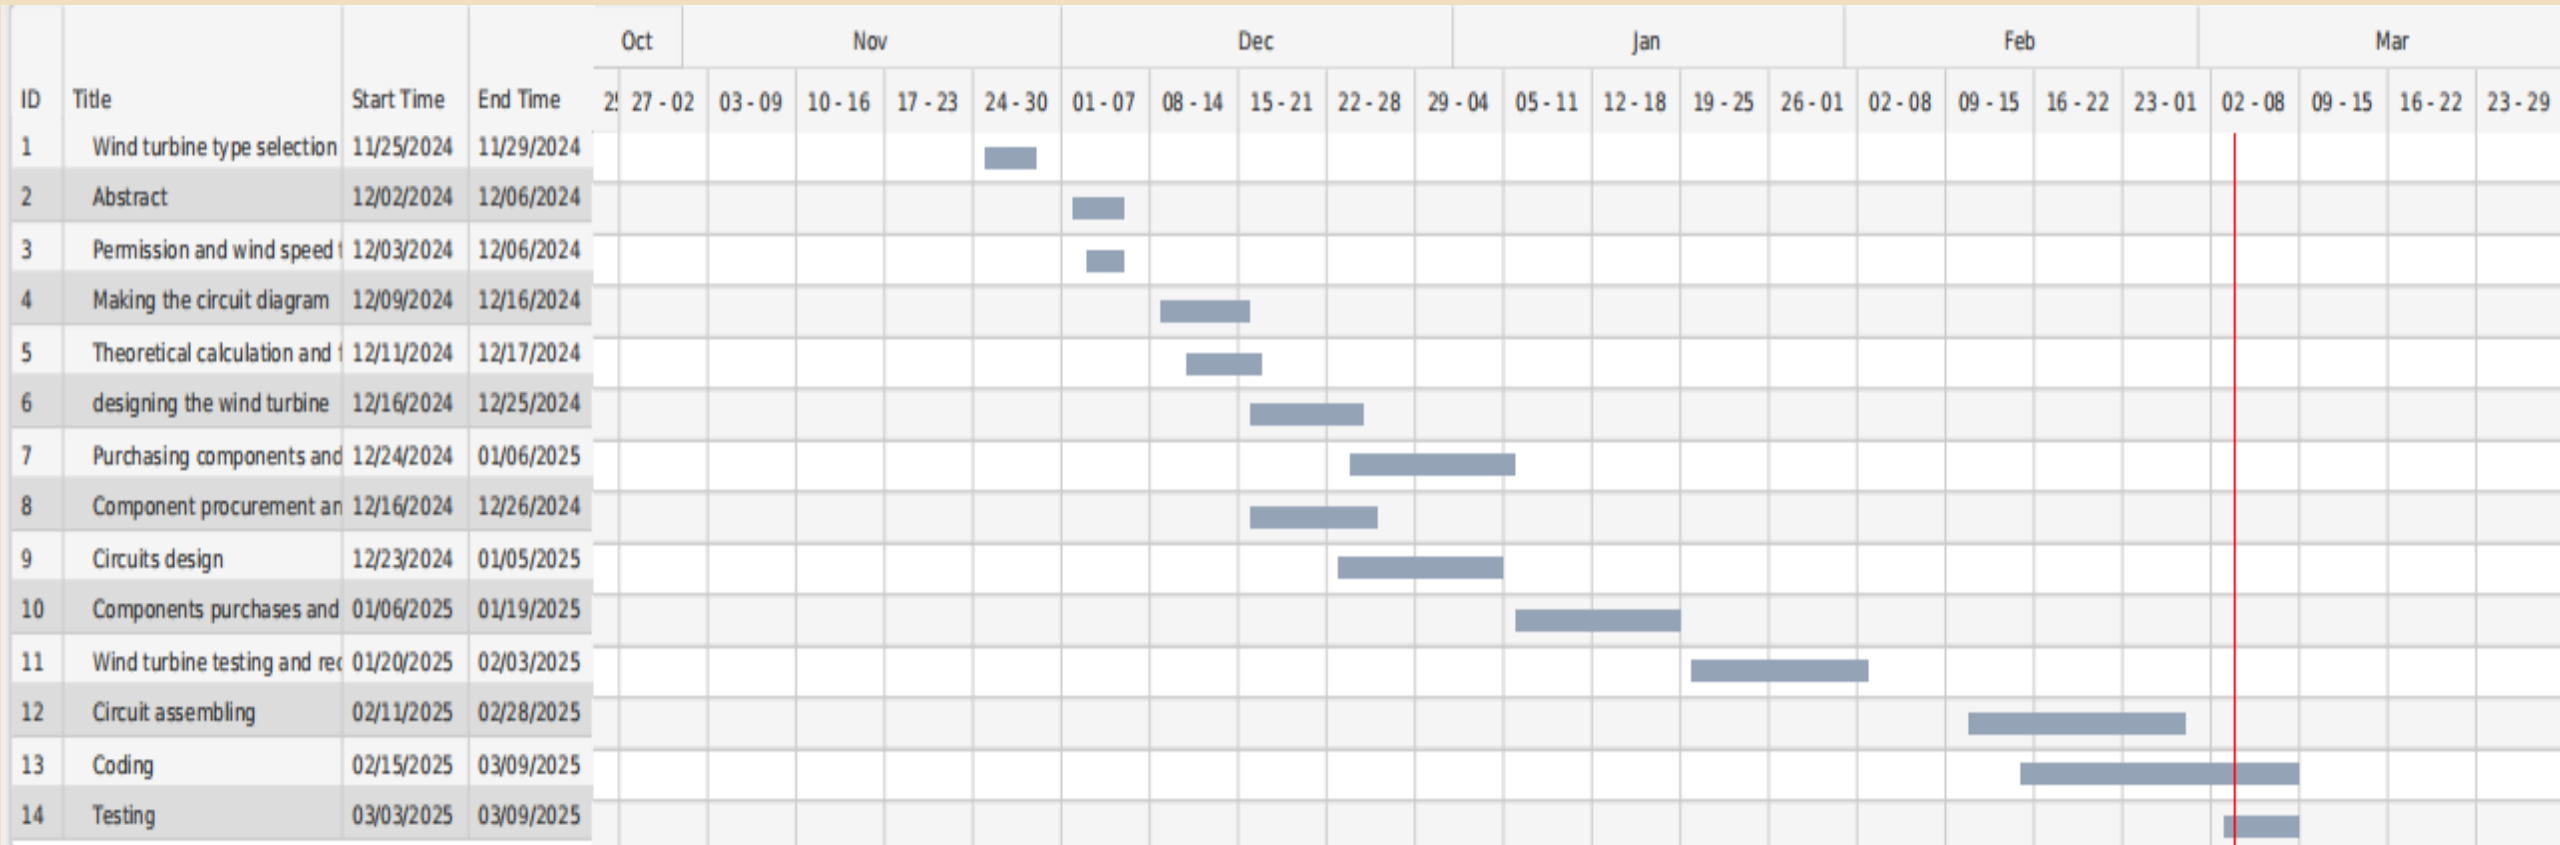 Oct Nov Dec Jan Feb Mar
ID Title Start Time End Time 25 27 - 02 03 - 09 10 - 16 17 - 23 24 - 30 01 - 07 08 - 14 15 - 21 22 - 28 29 - 04 05 - 11 12 - 18 19 - 25 26 - 01 02 - 08 09 - 15 16 - 22 23 - 01 02 - 08 09 - 15 16 - 22 23 - 29
1 Wind turbine type selection 11/25/2024 11/29/2024
2 Abstract 12/02/2024 12/06/2024
3 Permission and wind speed 12/03/2024 12/06/2024
4 Making the circuit diagram 12/09/2024 12/16/2024
5 Theoretical calculation and 12/11/2024 12/17/2024
6 designing the wind turbine 12/16/2024 12/25/2024
7 Purchasing components and 12/24/2024 01/06/2025
8 Component procurement an 12/16/2024 12/26/2024
9 Circuits design 12/23/2024 01/05/2025
10 Components purchases and 01/06/2025 01/19/2025
11 Wind turbine testing and rec 01/20/2025 02/03/2025
12 Circuit assembling 02/11/2025 02/28/2025
13 Coding 02/15/2025 03/09/2025
14 Testing 03/03/2025 03/09/2025